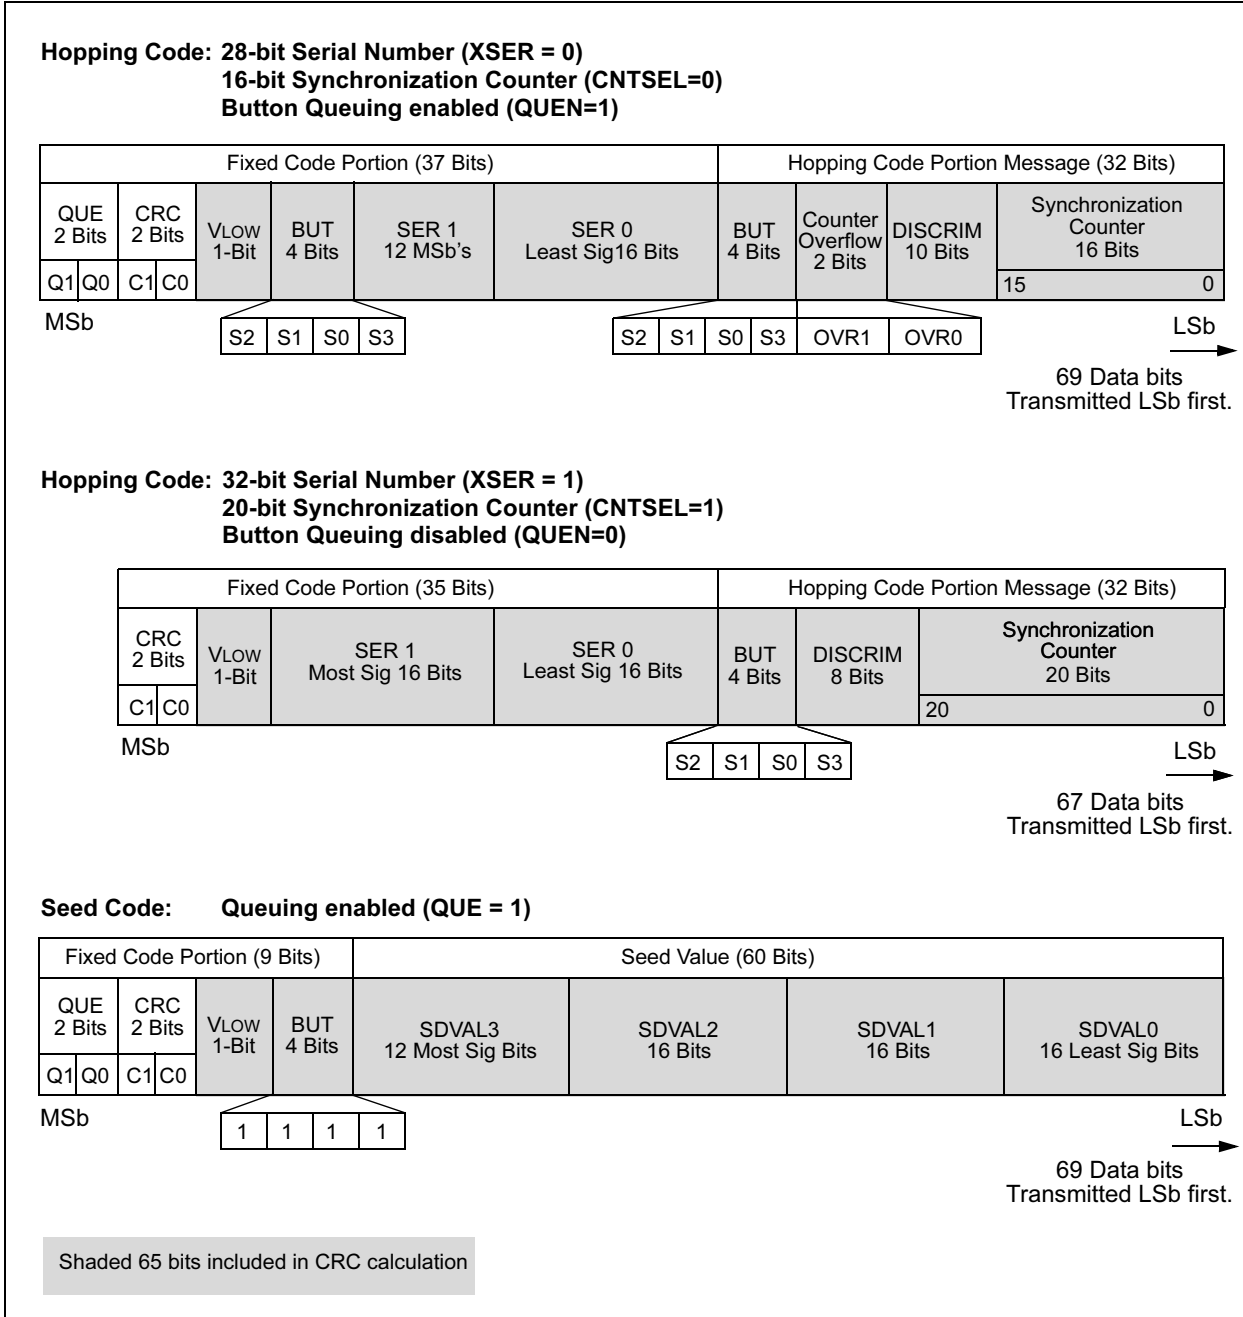 Hopping Code: 28-bit Serial Number (XSER = 0)
16-bit Synchronization Counter (CNTSEL=0)
Button Queuing enabled (QUEN=1)
Fixed Code Portion (37 Bits)
Hopping Code Portion Message (32 Bits)
QUE
2 Bits
CRC
2 Bits
VLOW
1-Bit
BUT
4 Bits
SER 1
12 MSb's
SER 0
Least Sig16 Bits
BUT
4 Bits
Counter
Overflow
2 Bits
DISCRIM
10 Bits
Synchronization
Counter
16 Bits
Q1 Q0 C1 C0
15 0
MSb
S2 S1 S0 S3
S2 S1 S0 S3 OVR1 OVR0
LSb
69 Data bits
Transmitted LSb first.
Hopping Code: 32-bit Serial Number (XSER = 1)
20-bit Synchronization Counter (CNTSEL=1)
Button Queuing disabled (QUEN=0)
Fixed Code Portion (35 Bits)
Hopping Code Portion Message (32 Bits)
CRC
2 Bits
VLOW
1-Bit
SER 1
Most Sig 16 Bits
SER 0
Least Sig 16 Bits
BUT
4 Bits
DISCRIM
8 Bits
Synchronization
Counter
20 Bits
C1 C0
20 0
MSb
S2 S1 S0 S3
LSb
67 Data bits
Transmitted LSb first.
Seed Code: Queuing enabled (QUE = 1)
Fixed Code Portion (9 Bits)
Seed Value (60 Bits)
QUE
2 Bits
CRC
2 Bits
VLOW
1-Bit
BUT
4 Bits
SDVAL3
12 Most Sig Bits
SDVAL2
16 Bits
SDVAL1
16 Bits
SDVAL0
16 Least Sig Bits
Q1 Q0 C1 C0
MSb
1 1 1 1
LSb
69 Data bits
Transmitted LSb first.
Shaded 65 bits included in CRC calculation